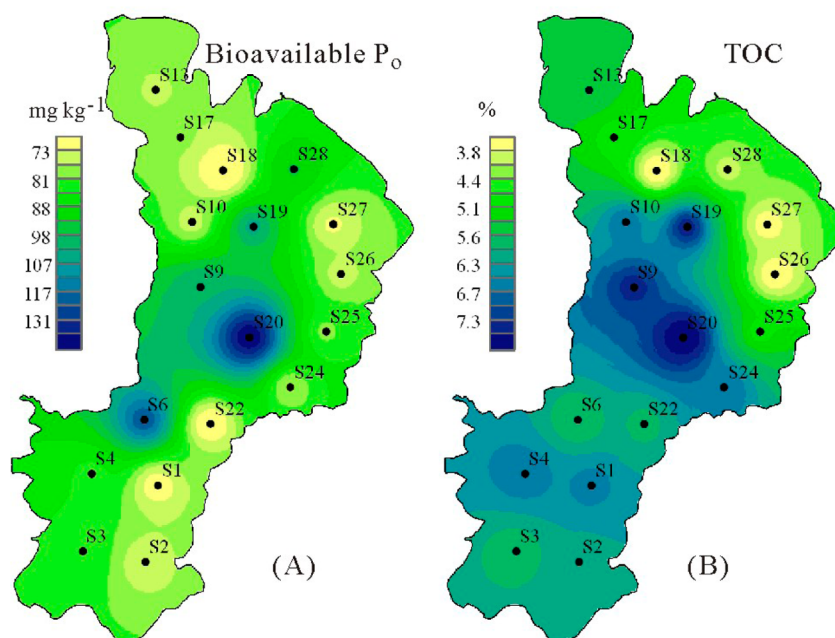 Bioavailable Po
mg kg-1
73
81
88
98
107
117
131
S13
S17
S18
S28
S10
S19
S27
S26
S9
S20
S25
S24
S6
S22
S4
S1
S3
S2
(A)
TOC
%
3.8
4.4
5.1
5.6
6.3
6.7
7.3
S13
S17
S18
S28
S10
S19
S27
S26
S9
S20
S25
S24
S6
S22
S4
S1
S3
S2
(B)